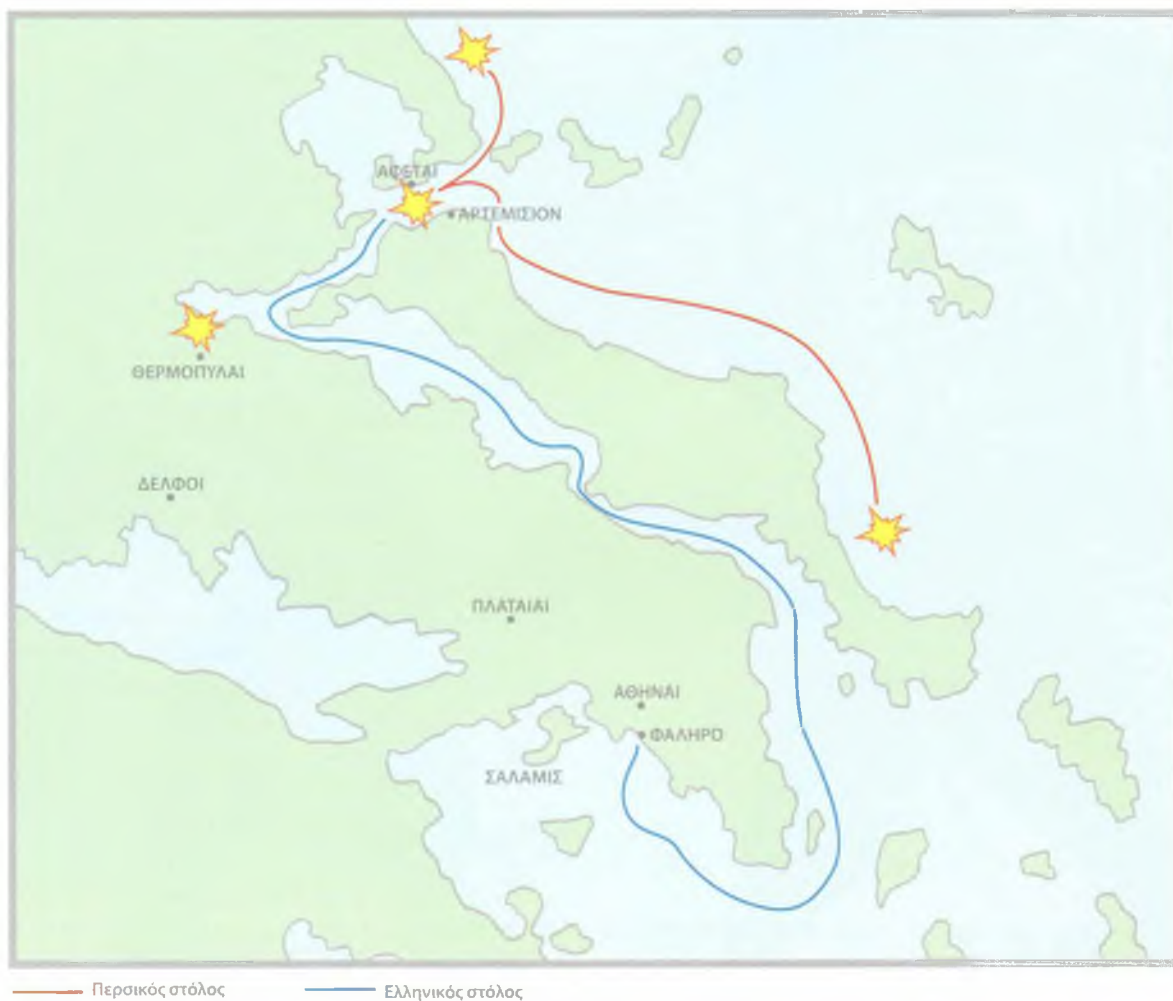 ΑΦΕΤΑΙ
ΑΡΤΕΜΙΣΙΟΝ
ΘΕΡΜΟΠΥΛΑΙ
ΔΕΛΦΟΙ
ΠΛΑΤΑΙΑΙ
ΑΘΗΝΑΙ
ΦΑΛΗΡΟ
ΣΑΛΑΜΙΣ
Περσικός στόλος
Ελληνικός στόλος